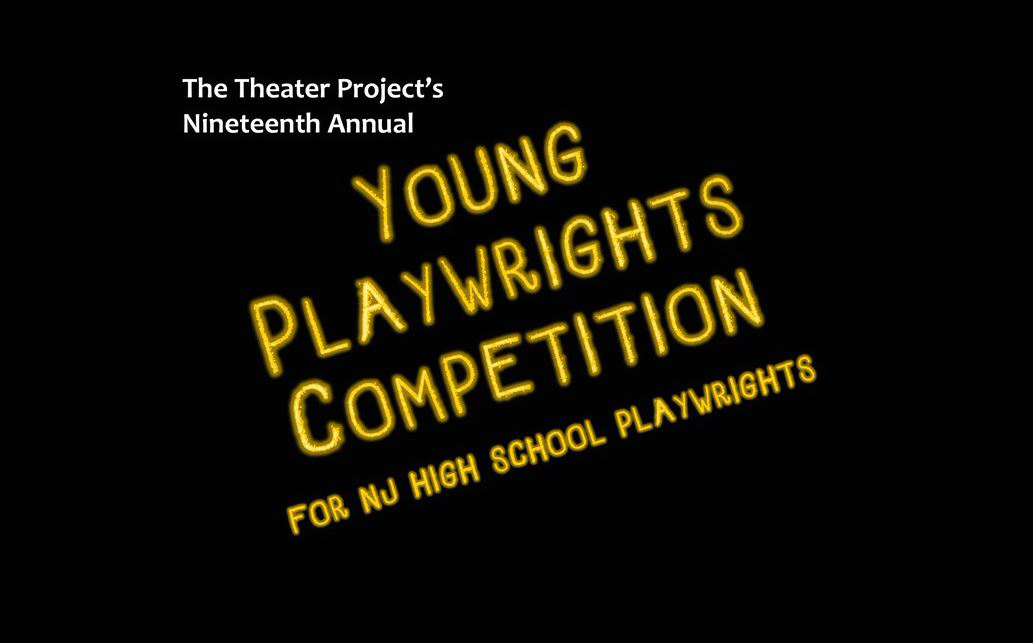 The Theater Project’s
Nineteenth Annual
YOUNG
PLAYWRIGHTS
COMPETITION
FOR NJ HIGH SCHOOL PLAYWRIGHTS